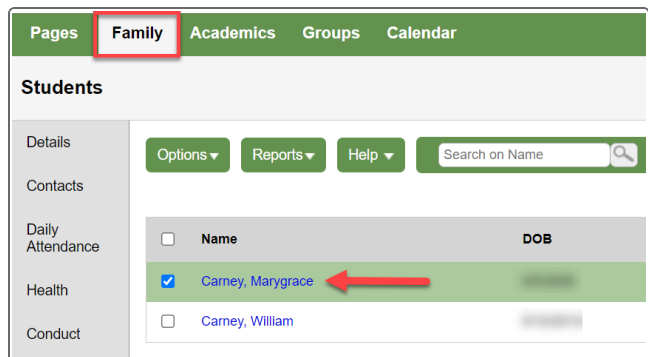 Pages Family Academics Groups Calendar
Students
Details
Contacts
Daily
Attendance
Health
Conduct
Options Reports Help Search on Name
Name DOB
Carney, Marygrace
Carney, William